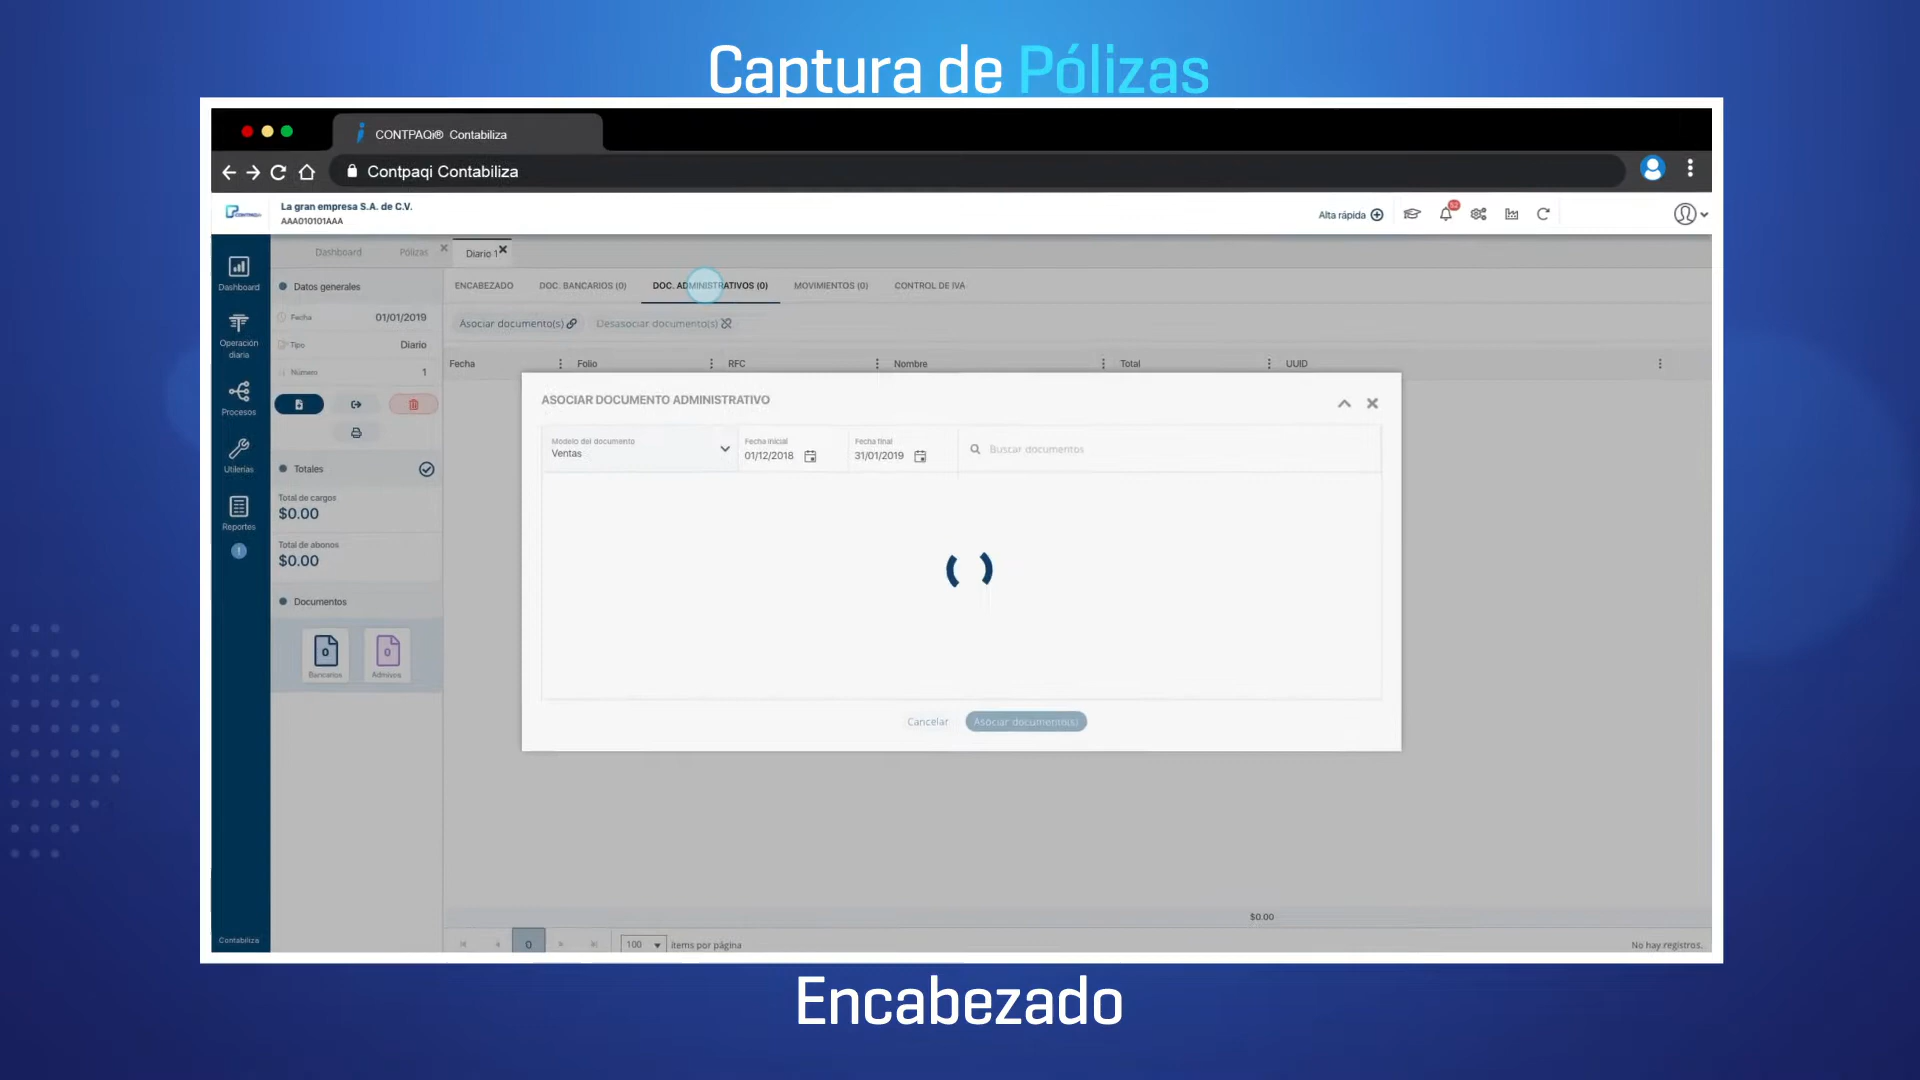 Captura de Pólizas
CONTPAQi® Contabiliza
Contpaqi Contabiliza
La gran empresa S.A. de C.V.
AAA010101AAA
Alta rápida
52
Dashboard
Pólizas
Diario 1
Dashboard
Operación
diaria
Procesos
Utilerías
Reportes
Contabiliza
Datos generales
Fecha 01/01/2019
Tipo Diario
Número 1
Totales
Total de cargos
$0.00
Total de abonos
$0.00
Documentos
0 0
Bancarios Admivos
ENCABEZADO DOC. BANCARIOS (0) DOC. ADMINISTRATIVOS (0) MOVIMIENTOS (0) CONTROL DE IVA
Asociar documento(s) Desasociar documento(s)
Fecha Folio RFC Nombre Total UUID
ASOCIAR DOCUMENTO ADMINISTRATIVO
Modelo del documento
Ventas
Fecha inicial
01/12/2018
Fecha final
31/01/2019
Buscar documentos
Cancelar Asociar documento(s)
$0.00
0 100 items por página No hay registros.
Encabezado